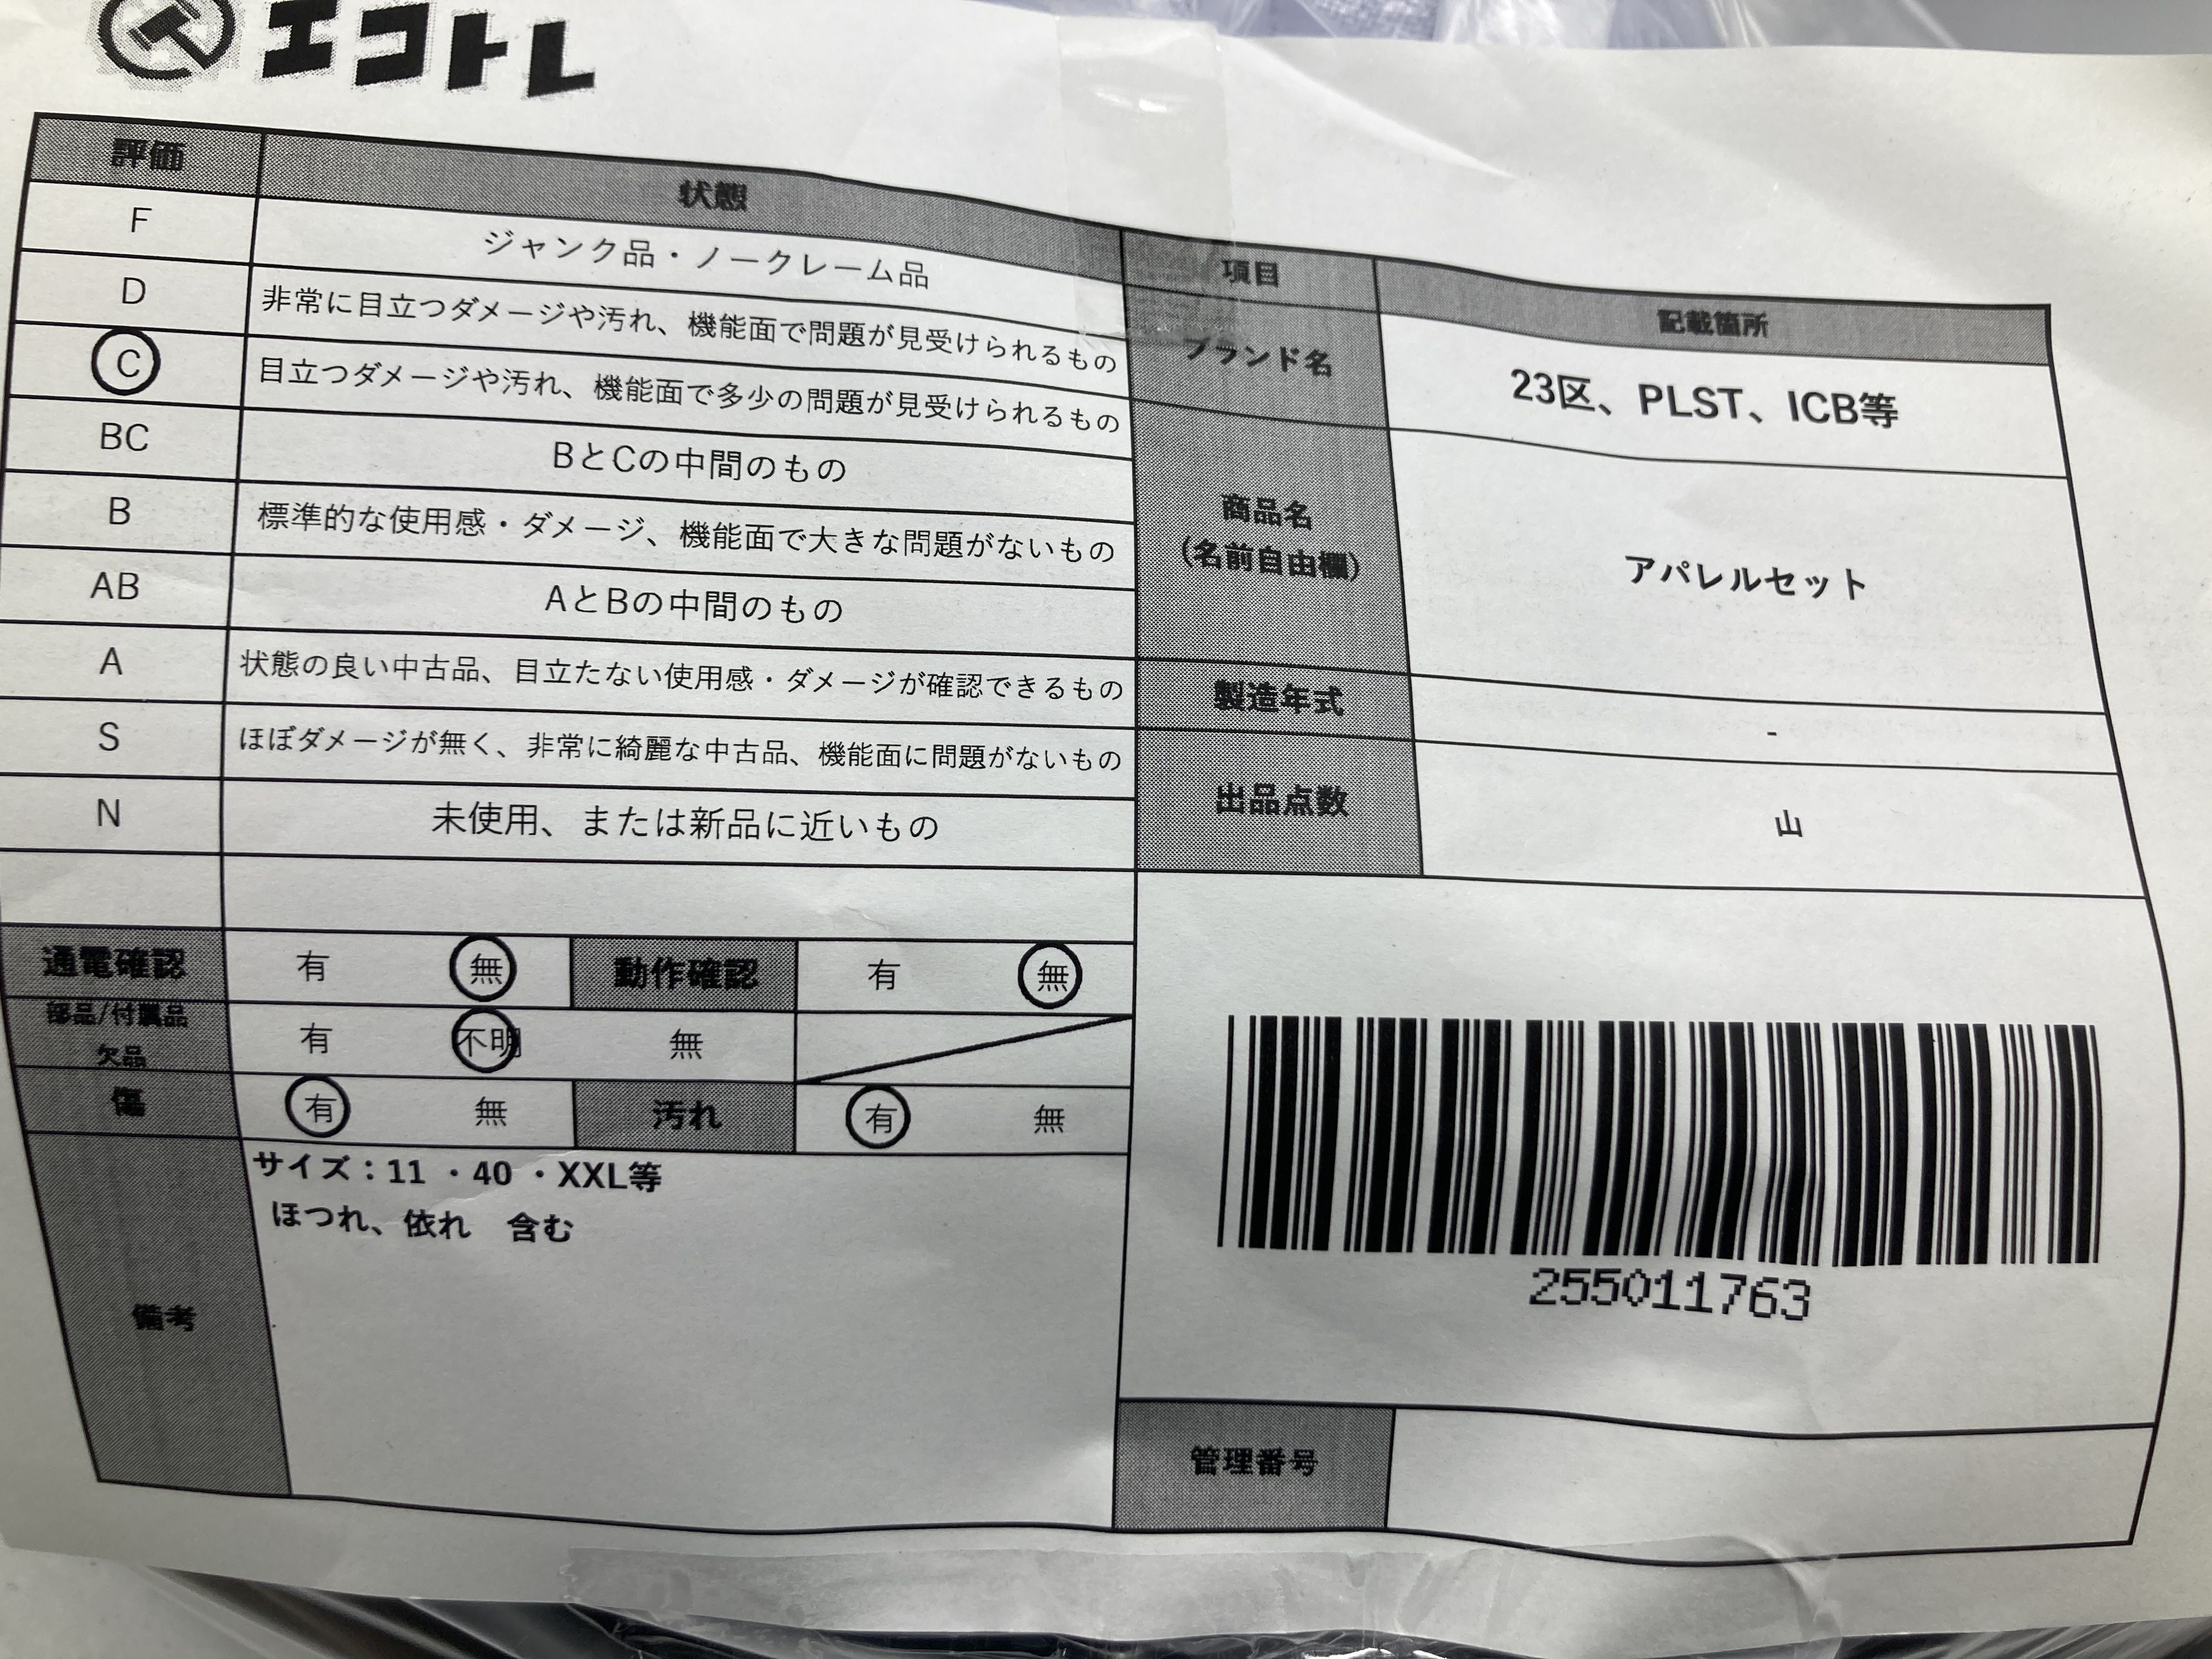 エコトレ
評価 状態
F ジャンク品・ノークレーム品
D 非常に目立つダメージや汚れ、機能面で問題が見受けられるもの
C 目立つダメージや汚れ、機能面で多少の問題が見受けられるもの
BC BとCの中間のもの
B 標準的な使用感・ダメージ、機能面で大きな問題がないもの
AB AとBの中間のもの
A 状態の良い中古品、目立たない使用感・ダメージが確認できるもの
S ほぼダメージが無く、非常に綺麗な中古品、機能面に問題がないもの
N 未使用、または新品に近いもの
通電確認 有 無 動作確認 有 無
部品/付属品
欠品
有 不明 無
傷 有 無 汚れ 有 無
備考
サイズ：11 ・40 ・XXL等
ほつれ、依れ 含む
項目 記載箇所
ブランド名 23区、PLST、ICB等
商品名
(名前自由欄)
アパレルセット
製造年式 -
出品点数 山
255011763
管理番号